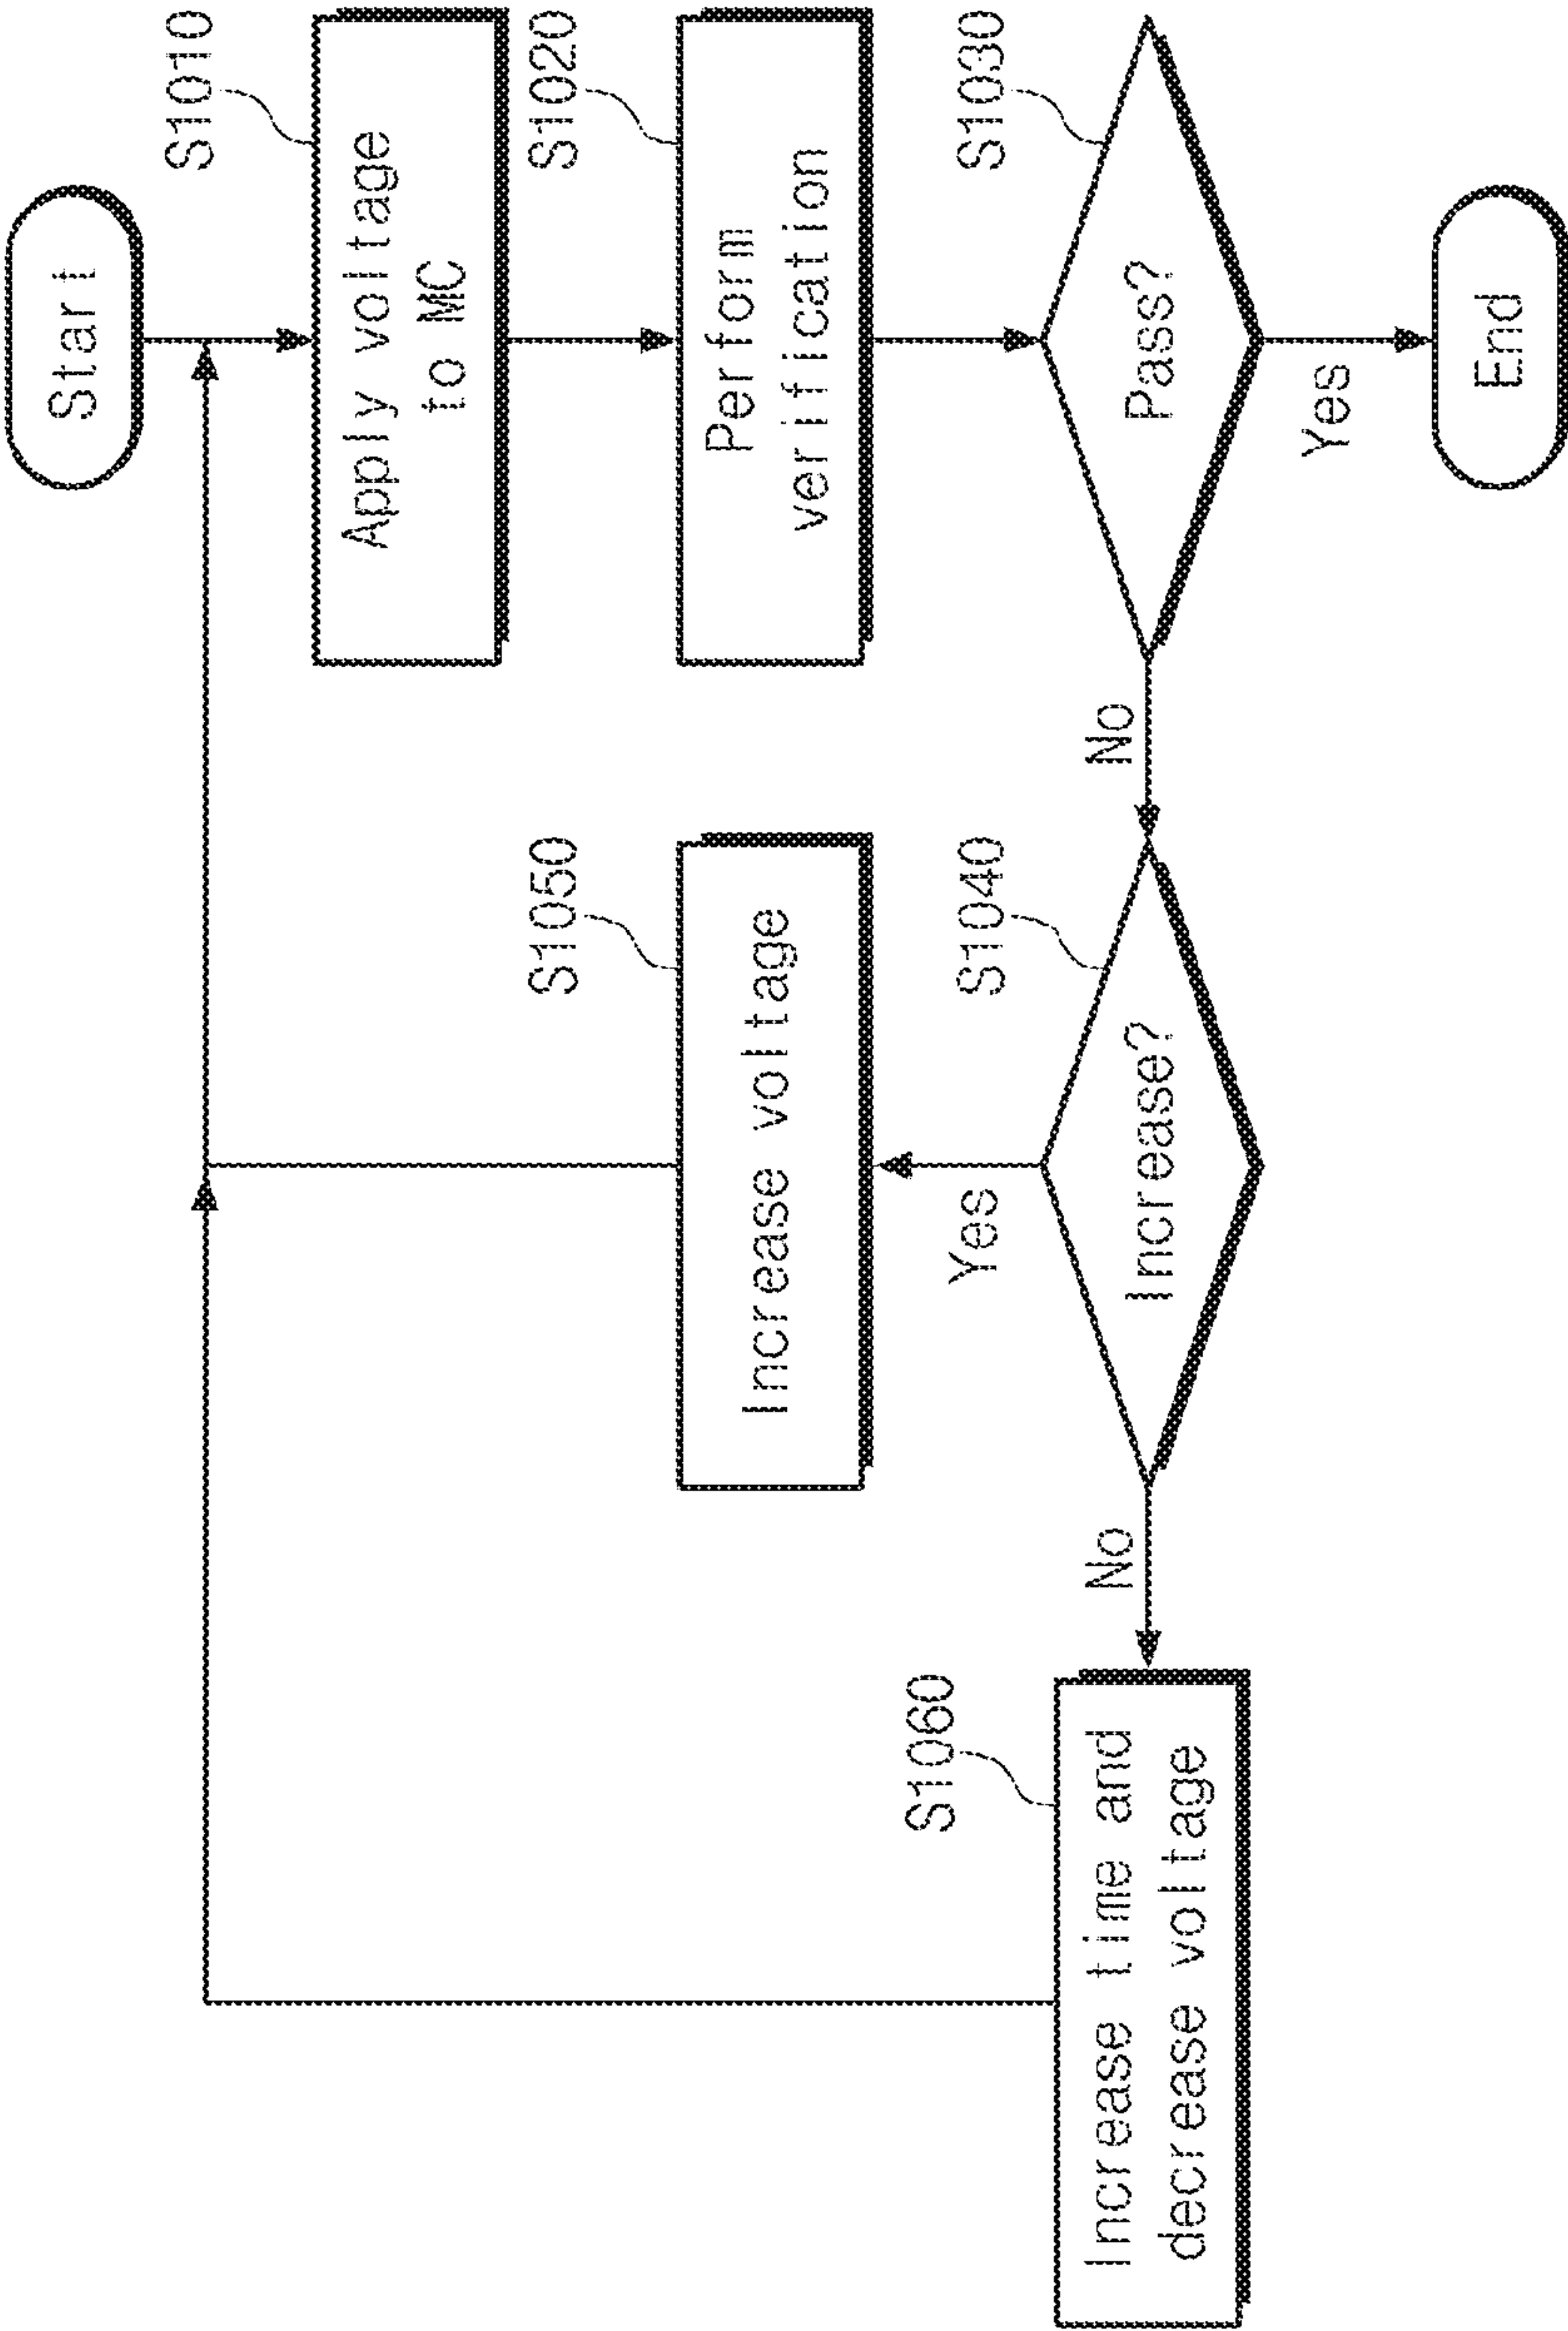 Start
S1010
Apply voltage
to MC
S1020
Perform
verification
S1030
Pass?
Yes
End
No
S1040
Increase?
Yes
S1050
Increase voltage
No
S1060
Increase time and
decrease voltage